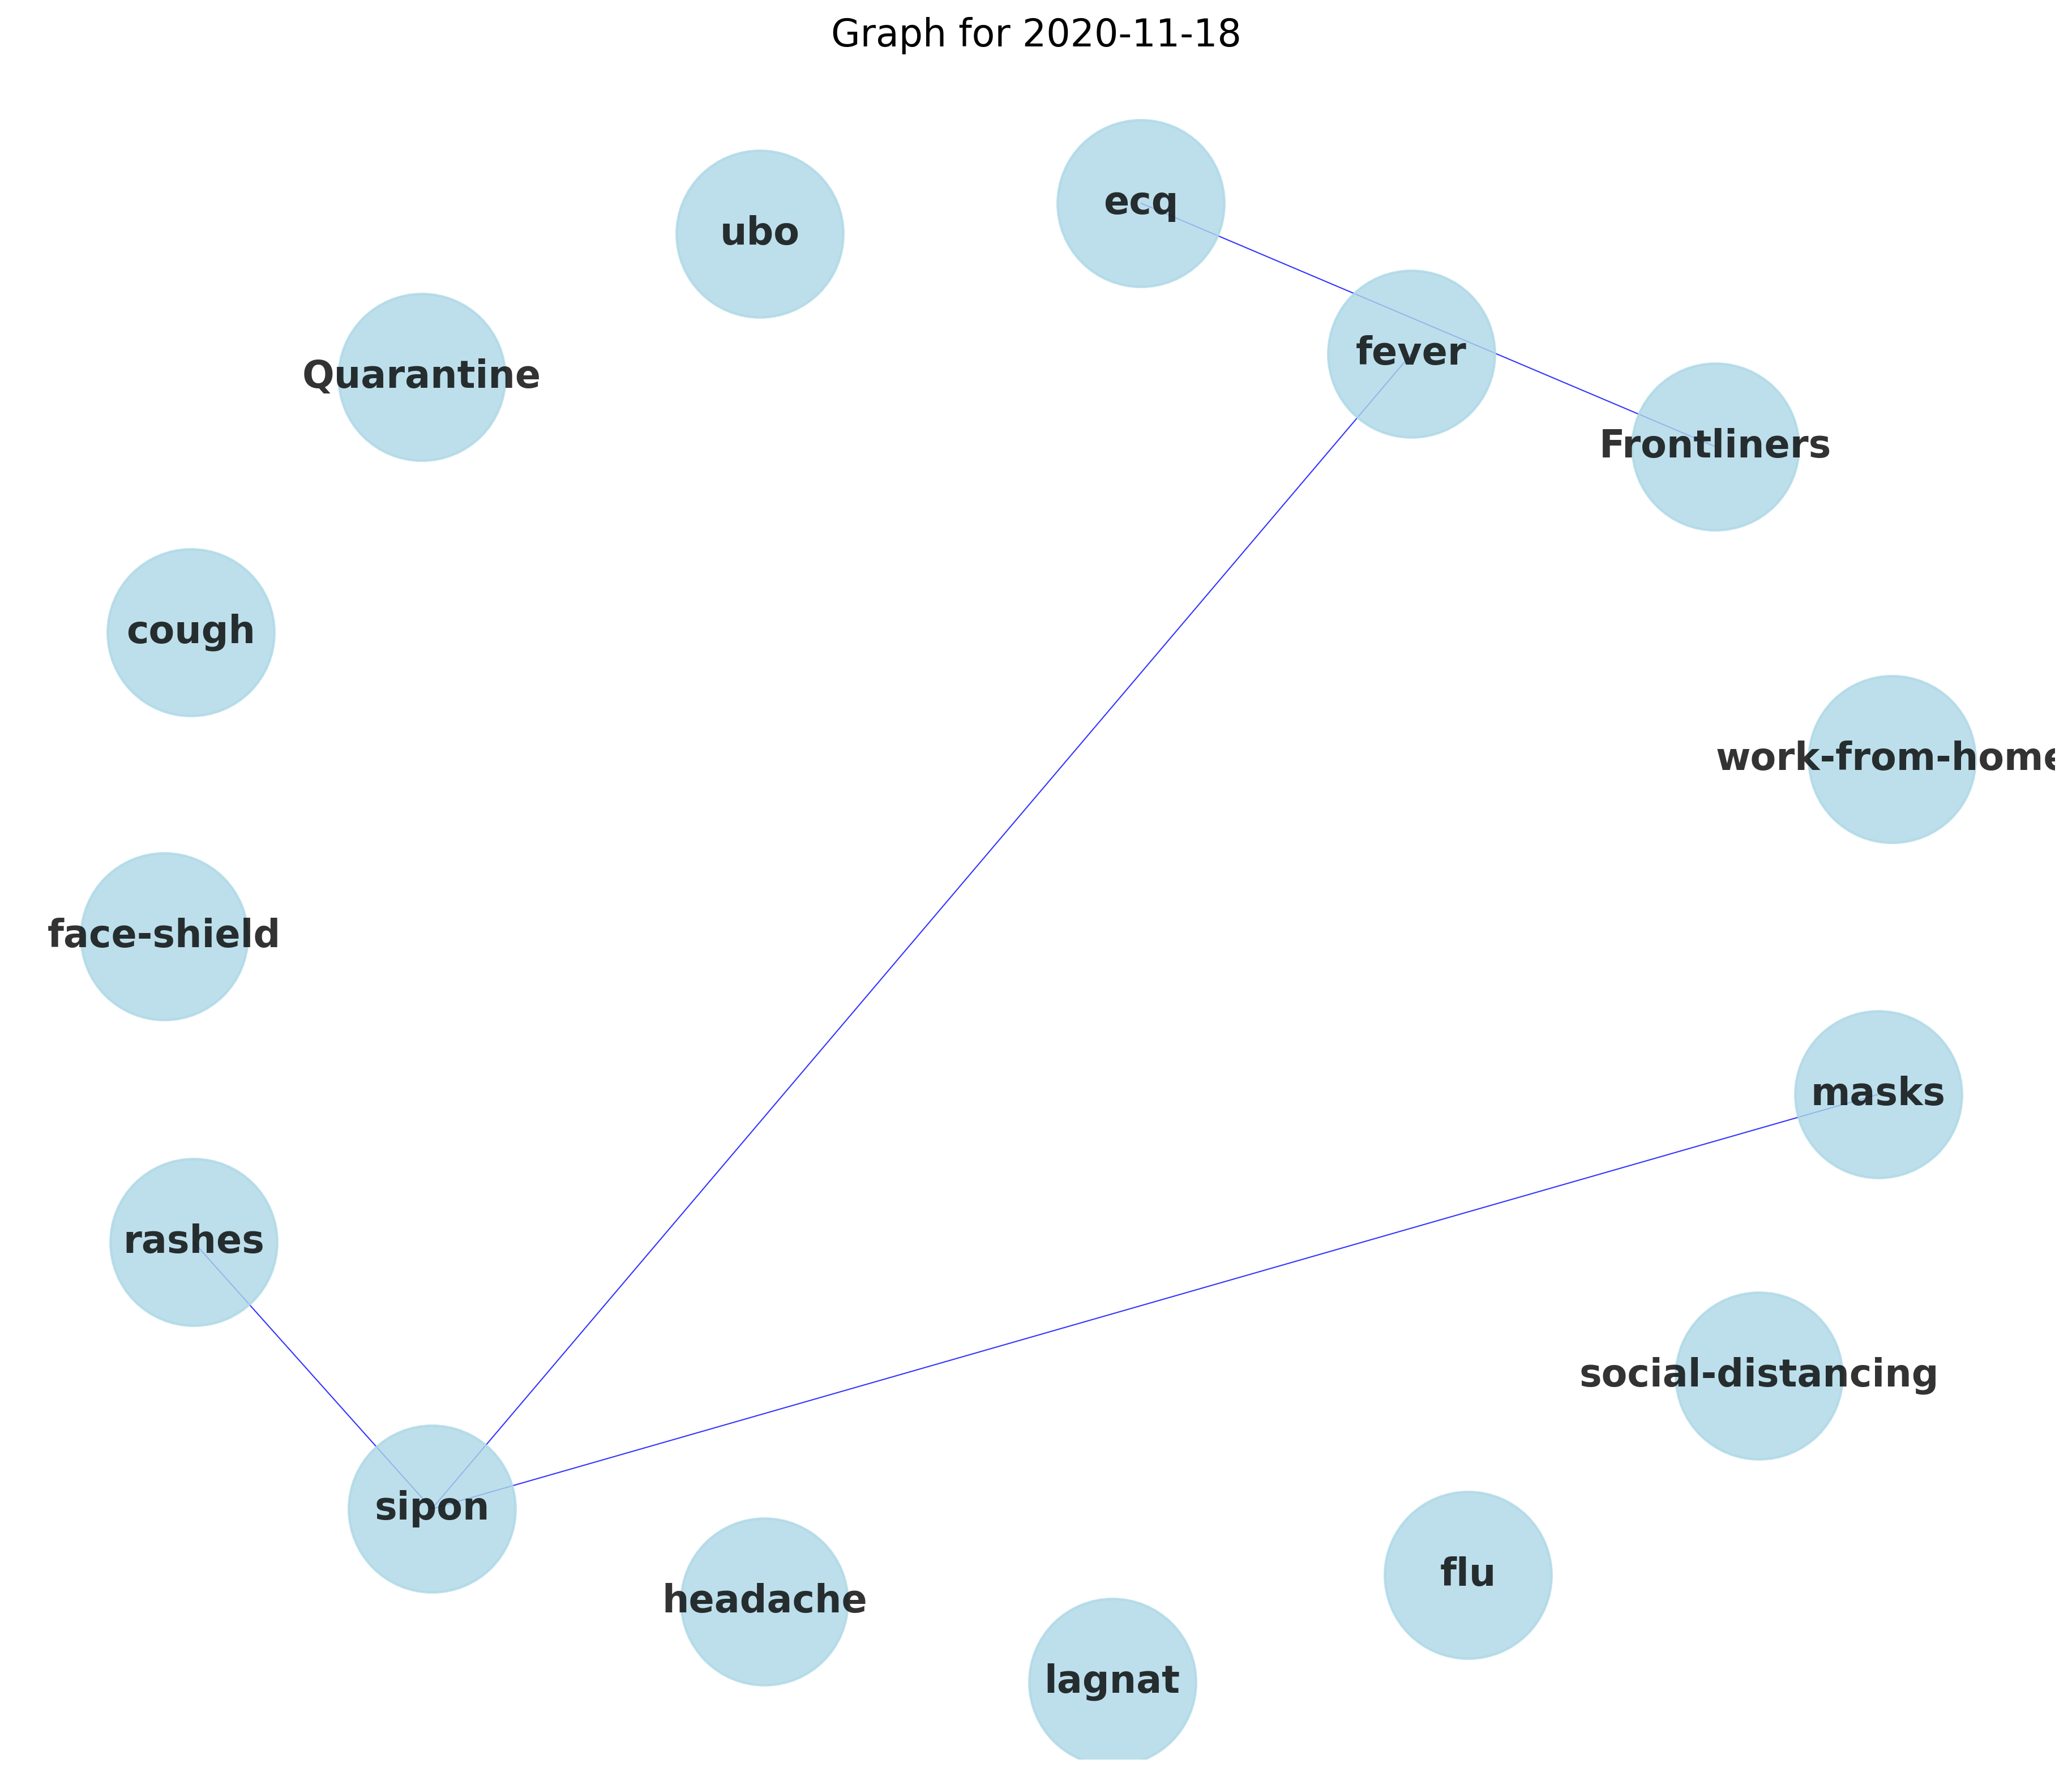 Graph for 2020-11-18
ecq
ubo
fever
Quarantine
Frontliners
cough
work-from-home
face-shield
masks
rashes
social-distancing
sipon
flu
headache
lagnat